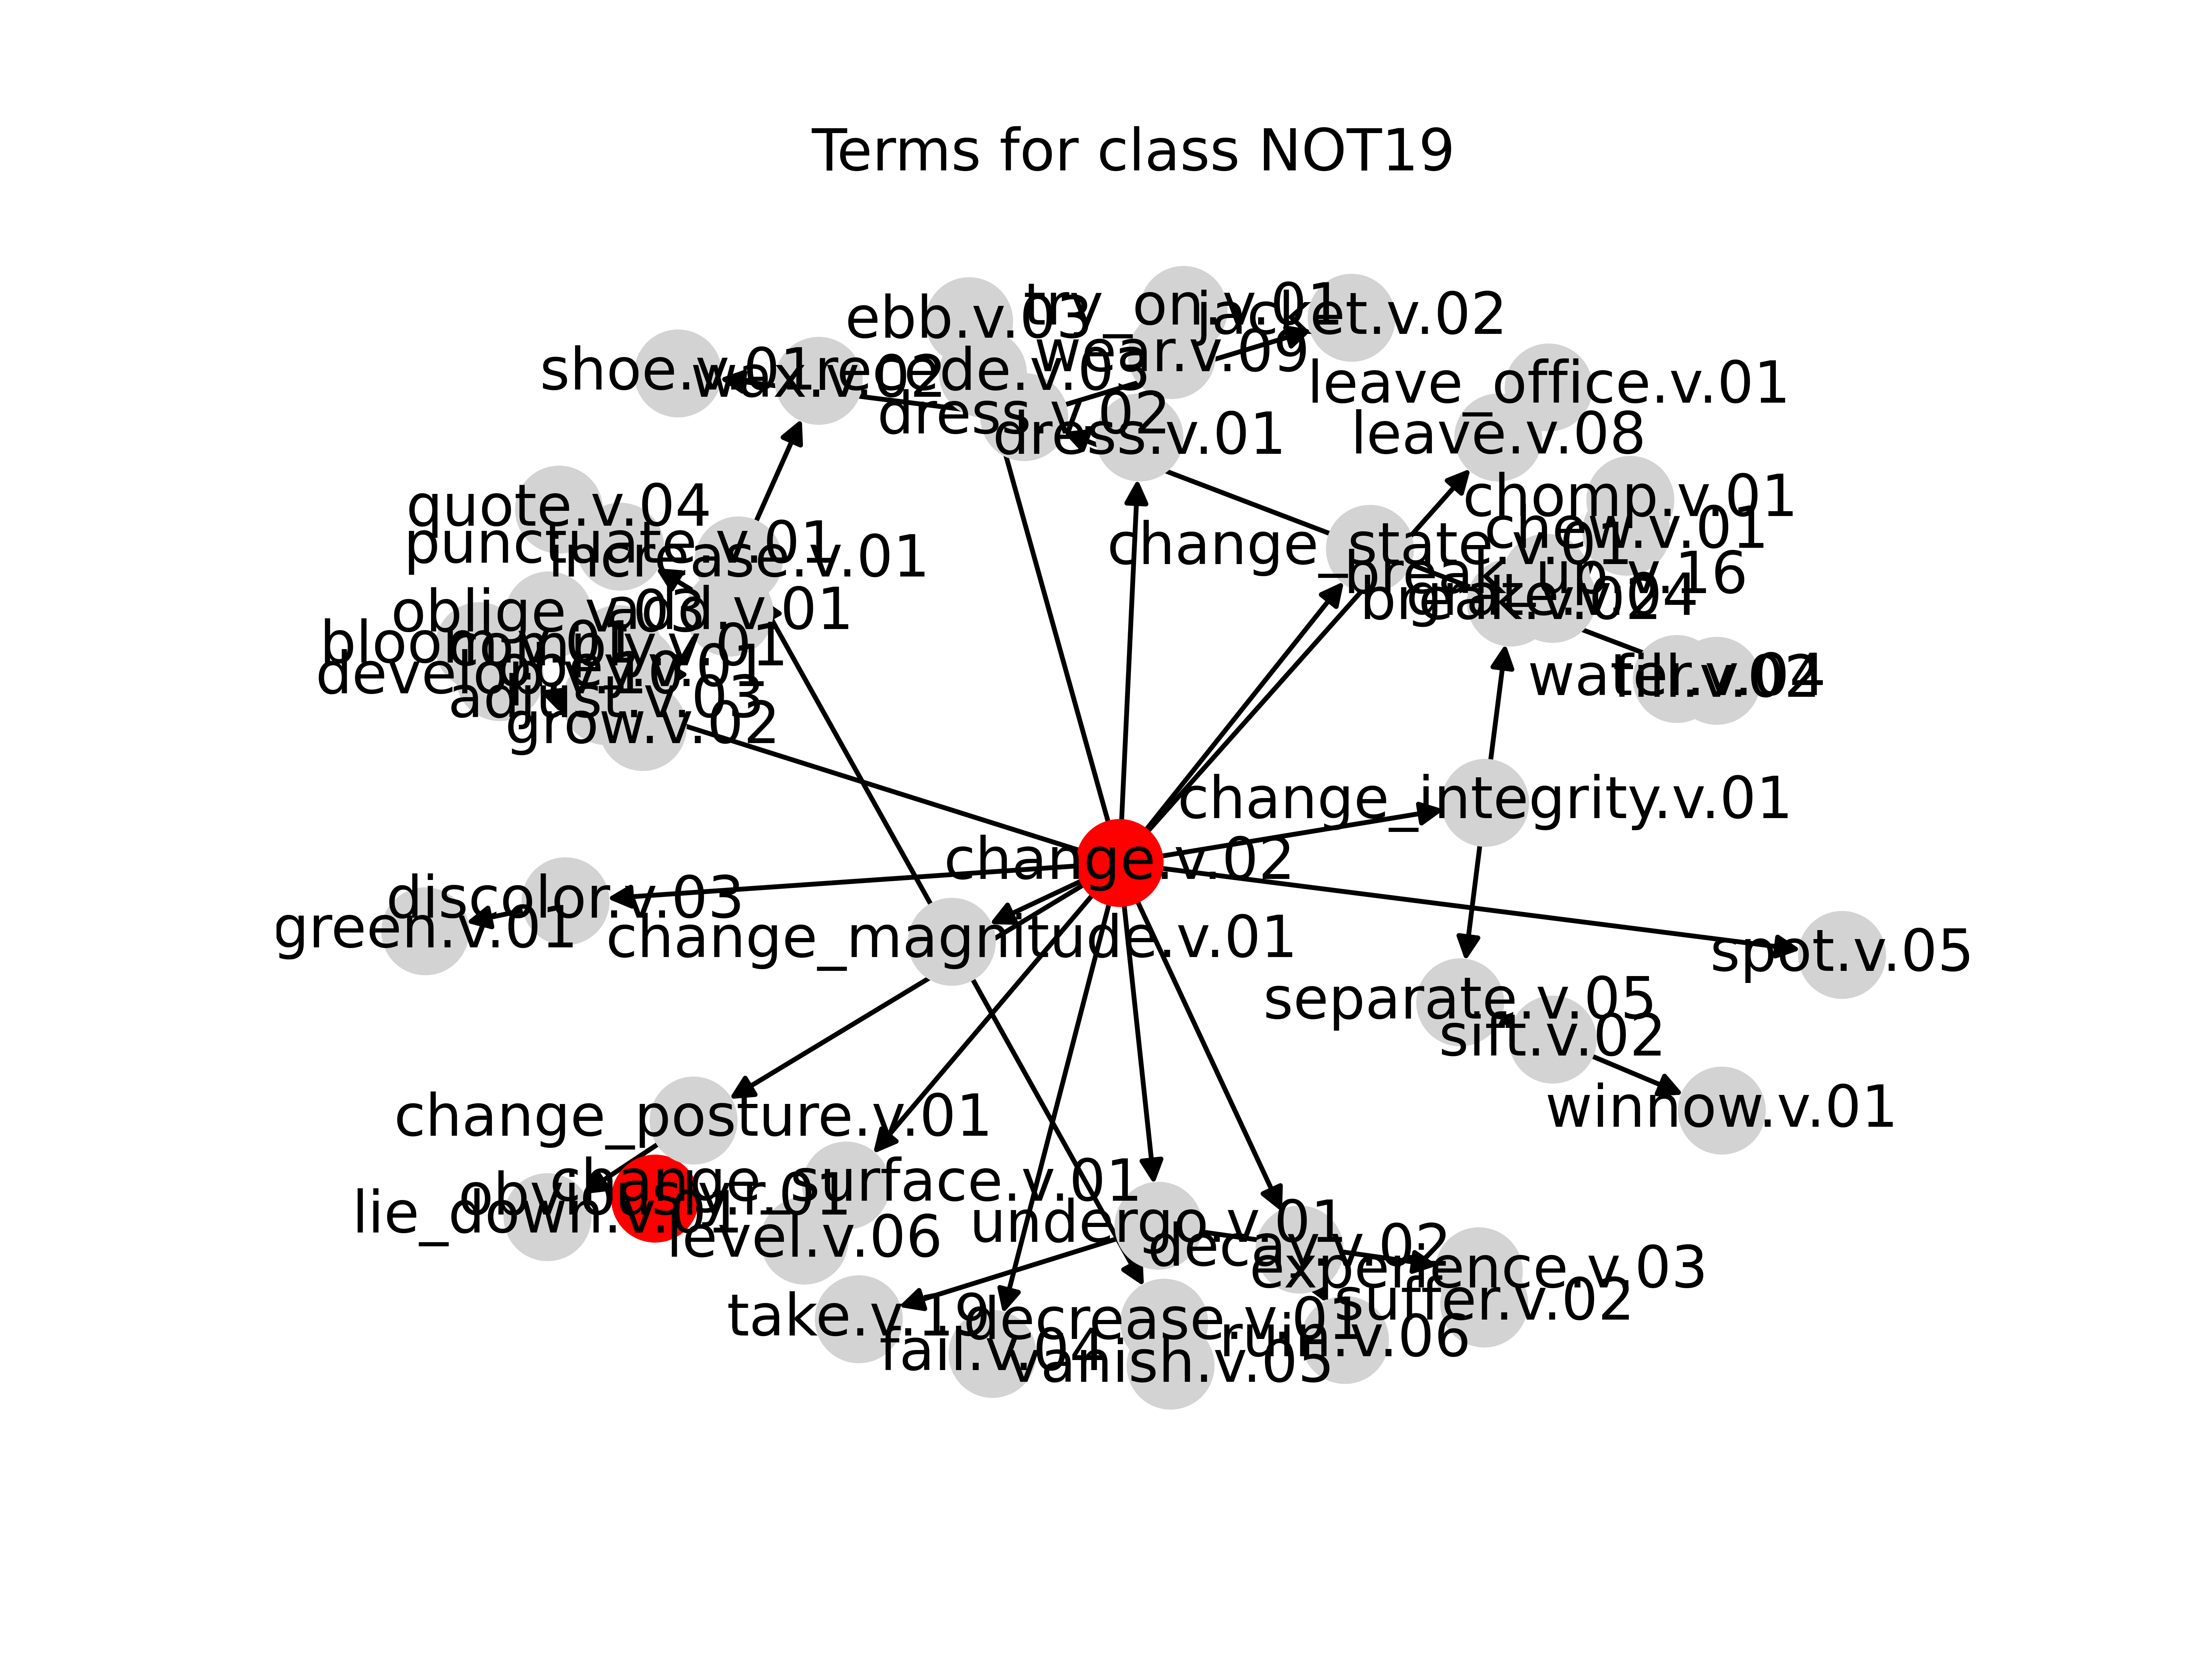 Terms for class NOT19
try_on.v.01
jacket.v.02
ebb.v.03
wear.v.09
shoe.v.01
wax.v.02
recede.v.03
leave_office.v.01
dress.v.02
dress.v.01
leave.v.08
quote.v.04
chomp.v.01
chew.v.01
punctuate.v.01
increase.v.01
change_state.v.01
break_up.v.16
oblige.v.03
add.v.01
break.v.02
grate.v.04
bloom.v.01
comply.v.01
obey.v.01
develop.v.10
water.v.04
fill.v.02
adjust.v.03
grow.v.02
change_integrity.v.01
change.v.02
discolor.v.03
green.v.01
change_magnitude.v.01
spot.v.05
separate.v.05
sift.v.02
winnow.v.01
change_posture.v.01
change_surface.v.01
obviously.r.01
lie_down.v.01
level.v.06
undergo.v.01
decay.v.02
experience.v.03
suffer.v.02
take.v.19
decrease.v.01
ruin.v.06
fail.v.04
vanish.v.05